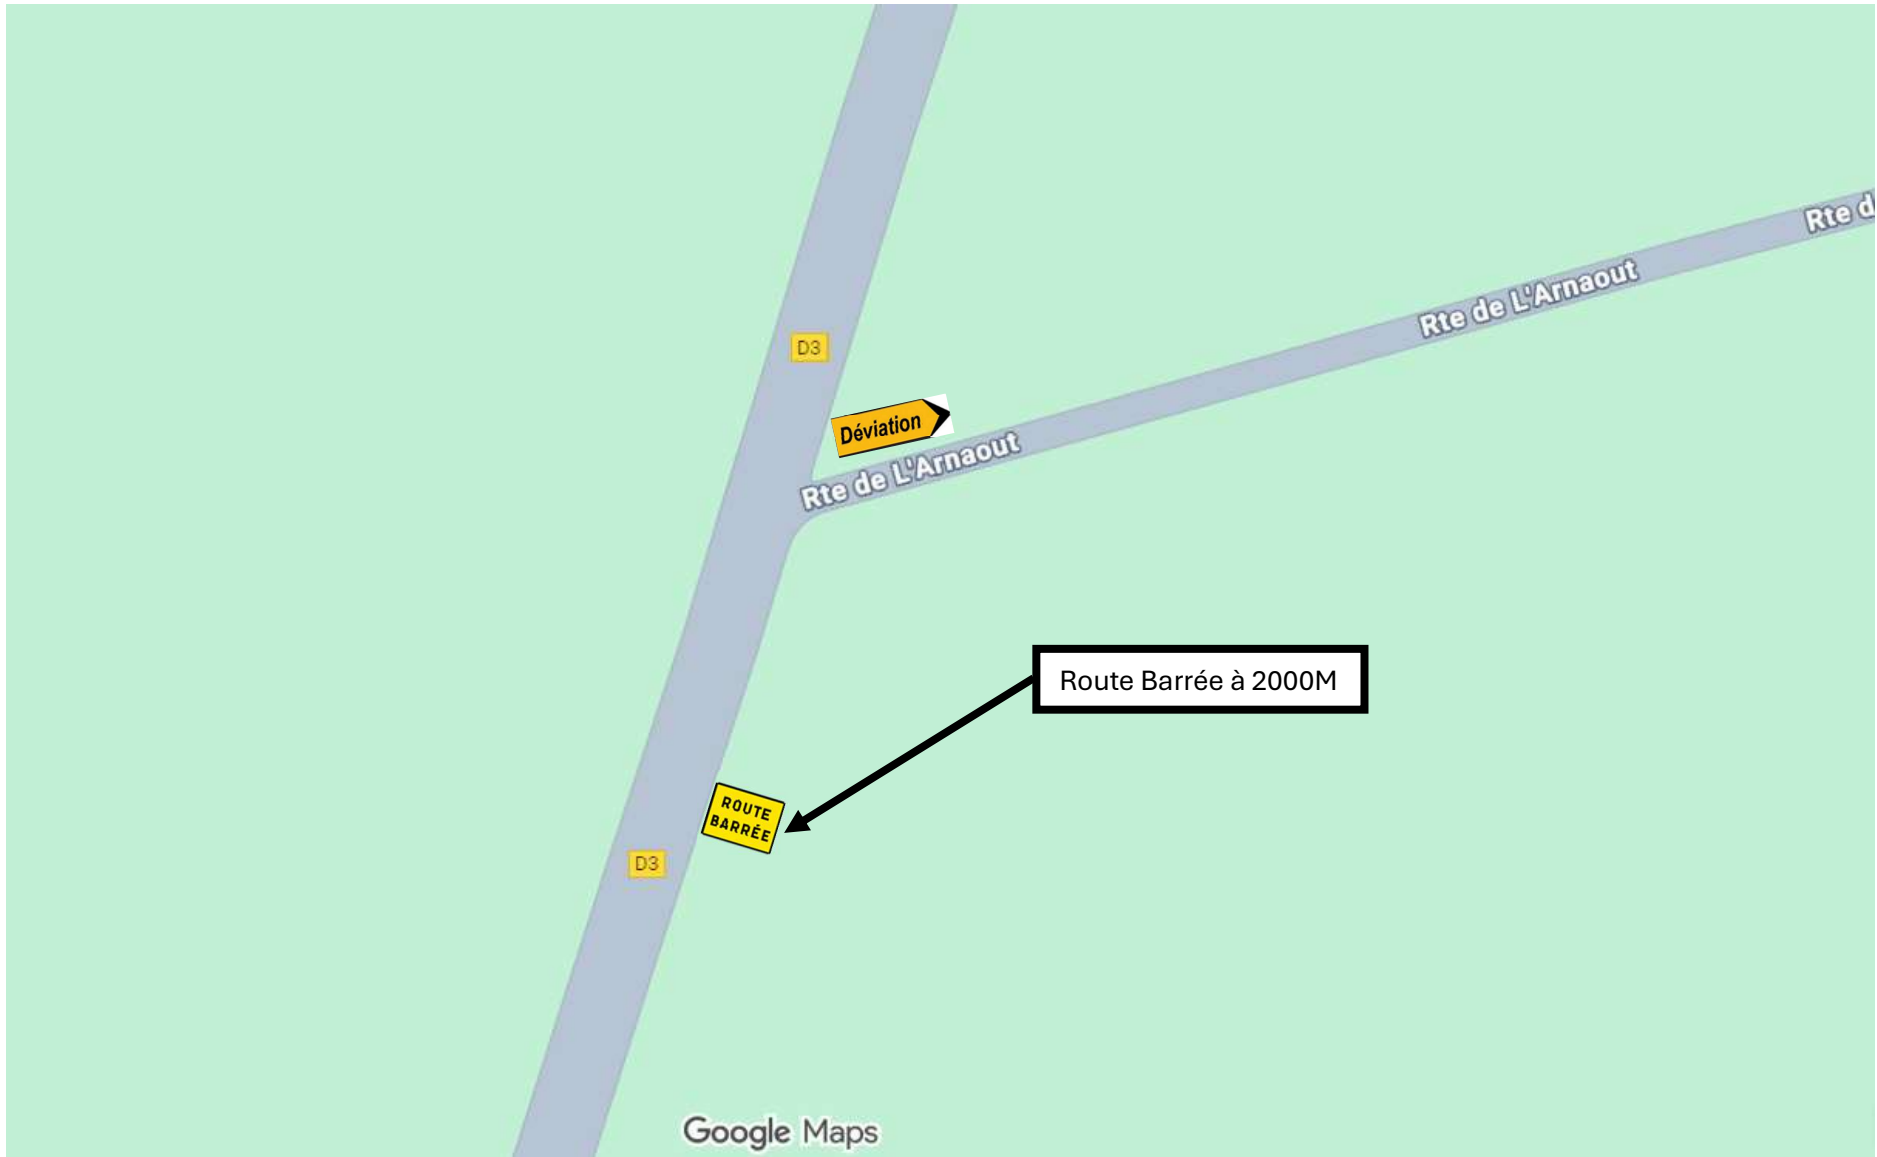 Rte d
Rte de L'Arnaout
D3
Déviation
Rte de L'Arnaout
Route Barrée à 2000M
ROUTE
BARRÉE
D3
Google Maps